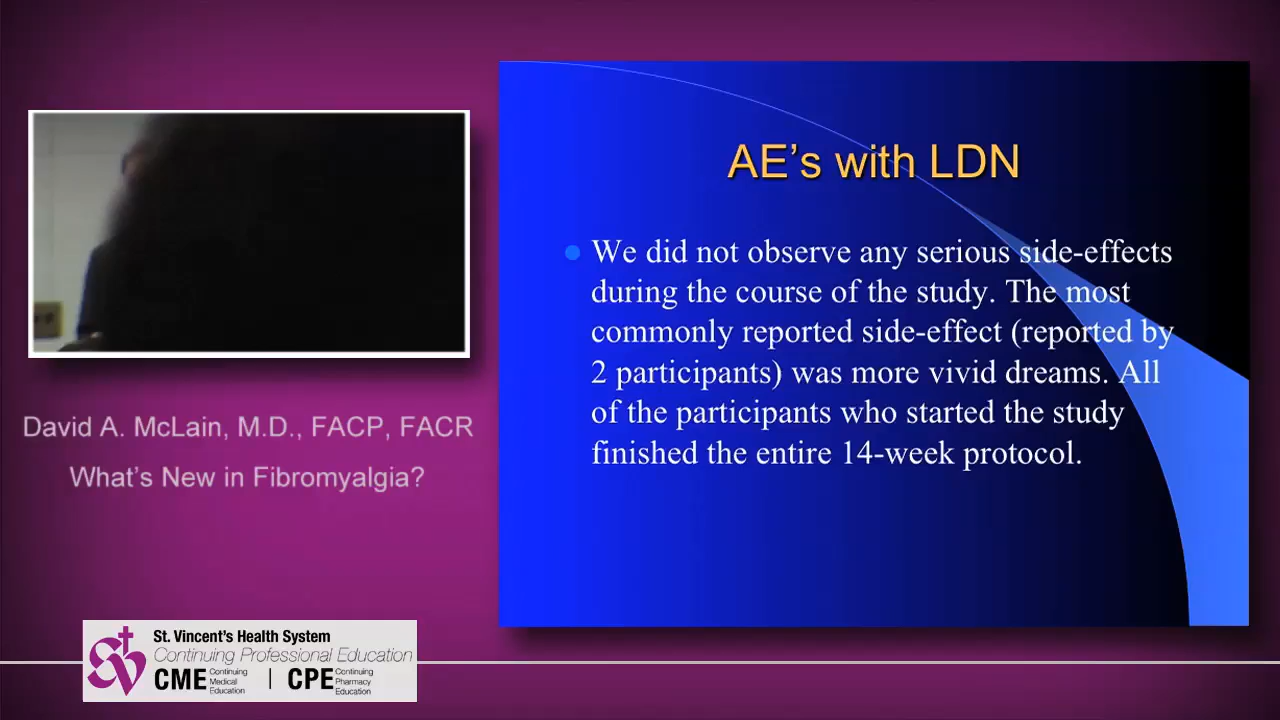 AE's with LDN
We did not observe any serious side-effects
during the course of the study. The most
commonly reported side-effect (reported by
2 participants) was more vivid dreams. All
of the participants who started the study
finished the entire 14-week protocol.
David A. McLain, M.D., FACP, FACR
What's New in Fibromyalgia?
St. Vincent's Health System
Continuing Professional Education
CME Continuing Medical Education | CPE Continuing Pharmacy Education